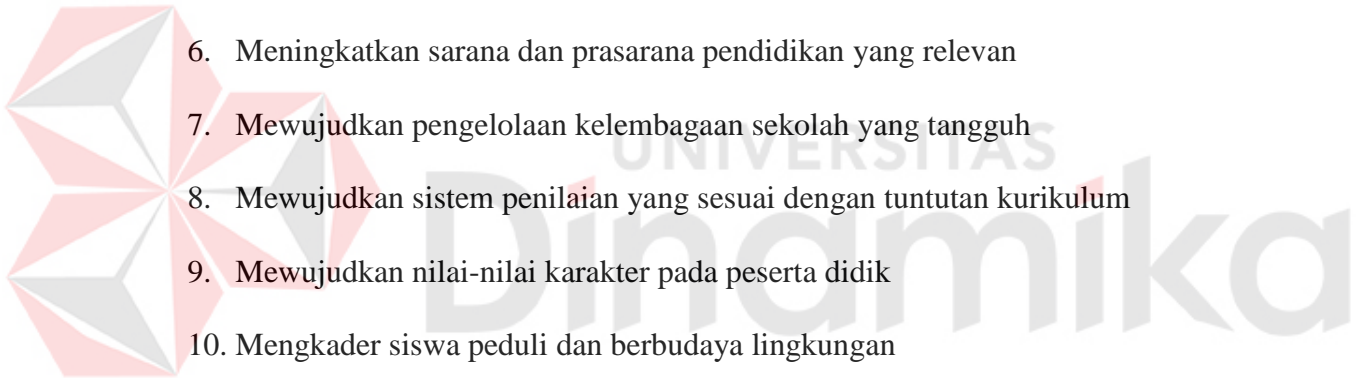 6. Meningkatkan sarana dan prasarana pendidikan yang relevan
7. Mewujudkan pengelolaan kelembagaan sekolah yang tangguh
UNIVERSITAS
8. Mewujudkan sistem penilaian yang sesuai dengan tuntutan kurikulum
Dinamika
9. Mewujudkan nilai-nilai karakter pada peserta didik
10. Mengkader siswa peduli dan berbudaya lingkungan